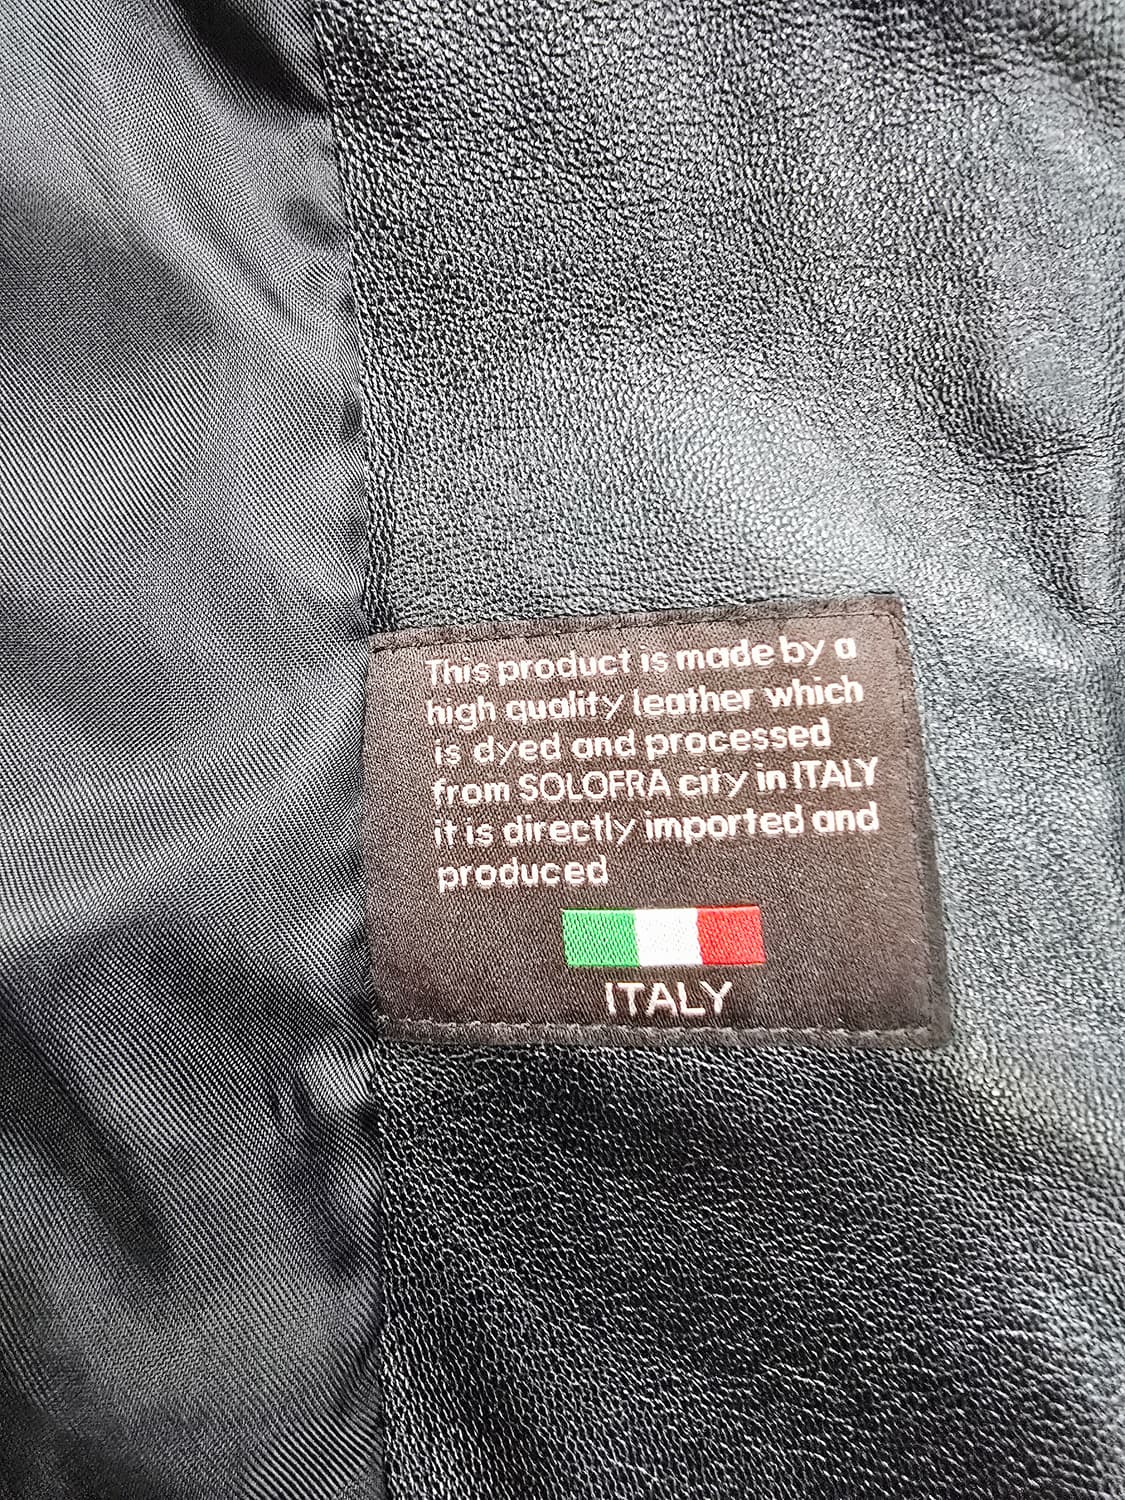 This product is made by a
high quality leather which
is dyed and processed
from SOLOFRA city in ITALY
it is directly imported and
produced
ITALY